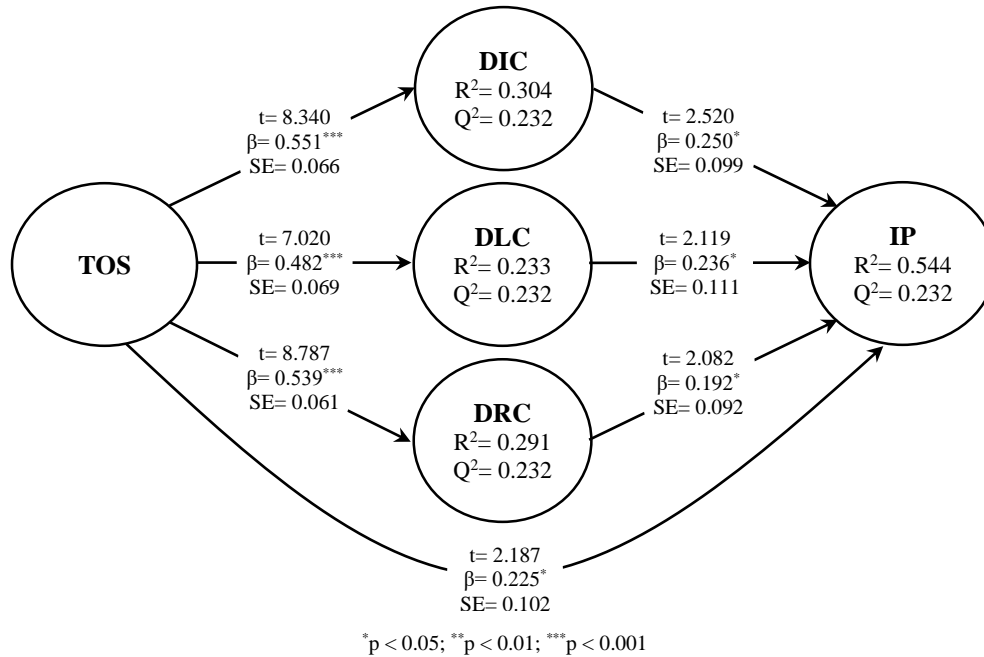 DIC
R²= 0.304
Q²= 0.232
t= 8.340
β= 0.551***
SE= 0.066
t= 2.520
β= 0.250*
SE= 0.099
TOS
t= 7.020
β= 0.482***
SE= 0.069
DLC
R²= 0.233
Q²= 0.232
t= 2.119
β= 0.236*
SE= 0.111
IP
R²= 0.544
Q²= 0.232
t= 8.787
β= 0.539***
SE= 0.061
DRC
R²= 0.291
Q²= 0.232
t= 2.082
β= 0.192*
SE= 0.092
t= 2.187
β= 0.225*
SE= 0.102
*p < 0.05; **p < 0.01; ***p < 0.001